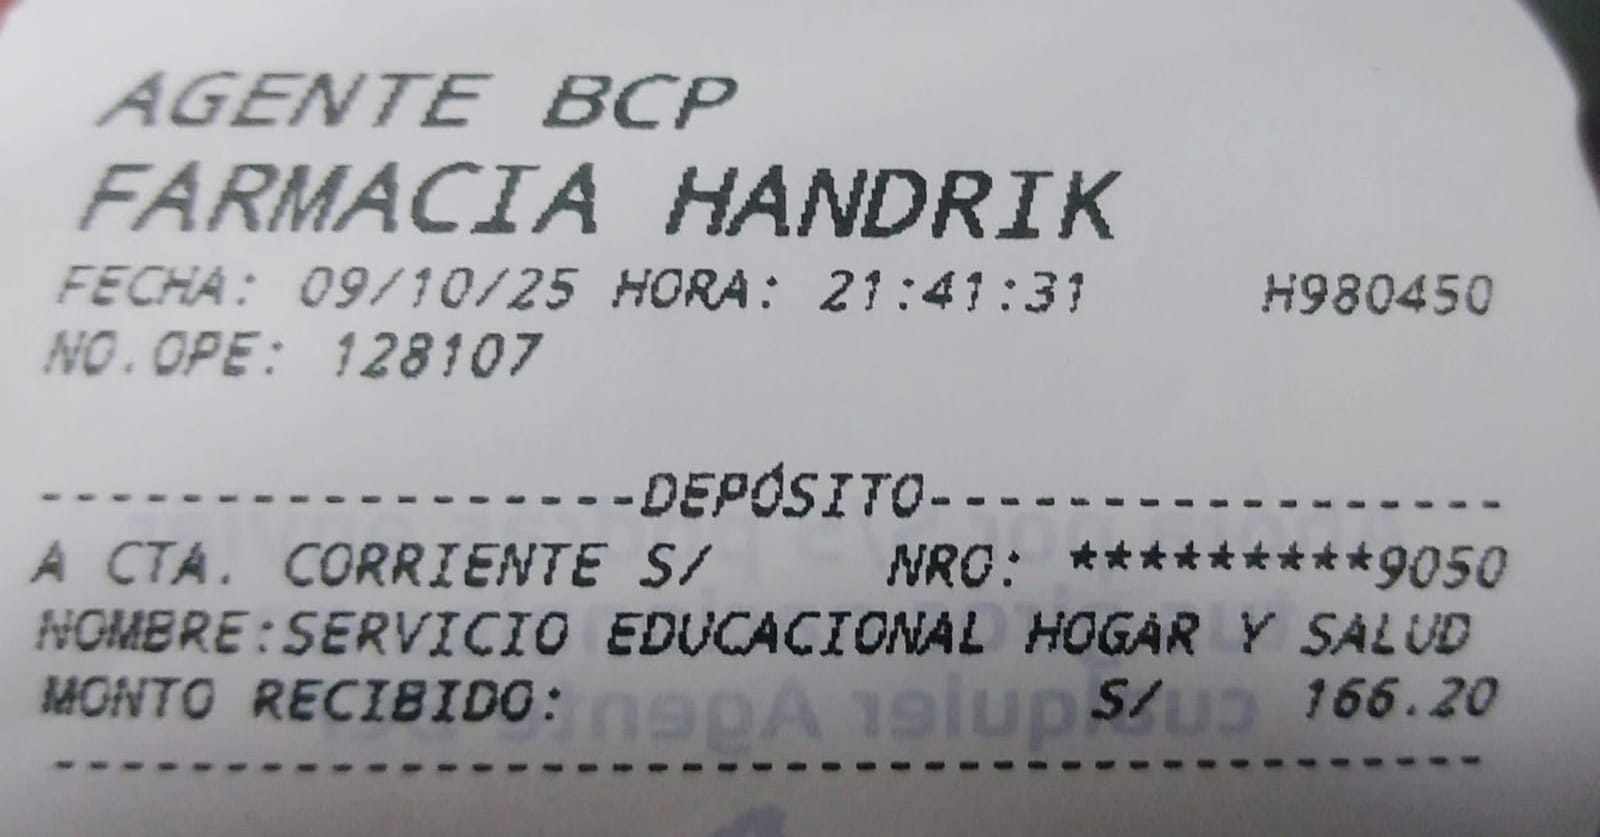 AGENTE BCP
FARMACIA HANDRIK
FECHA: 09/10/25 HORA: 21:41:31 H980450
NO.OPE: 128107
-----------------DEPÓSITO-----------------
A CTA. CORRIENTE S/ NRO: *********9050
NOMBRE:SERVICIO EDUCACIONAL HOGAR Y SALUD
MONTO RECIBIDO: S/ 166.20